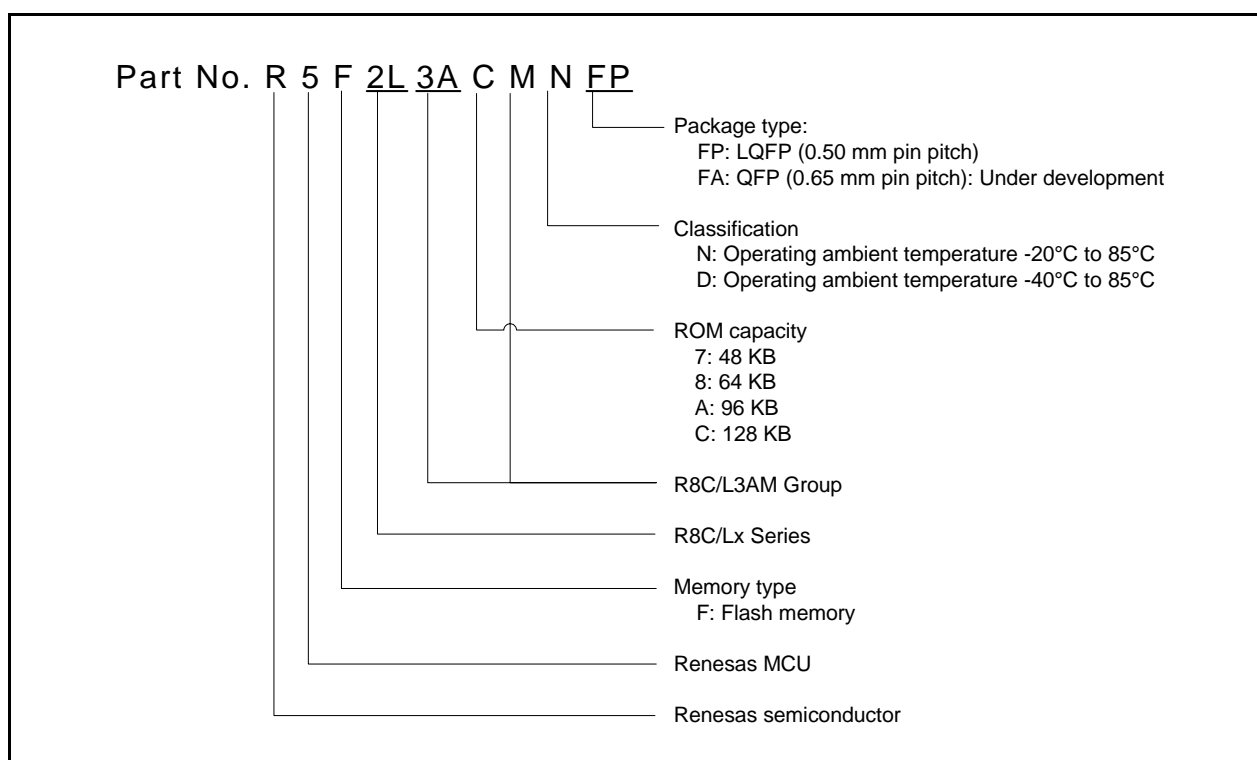 Part No. R 5 F 2L 3A C M N FP
Package type:
FP: LQFP (0.50 mm pin pitch)
FA: QFP (0.65 mm pin pitch): Under development
Classification
N: Operating ambient temperature -20°C to 85°C
D: Operating ambient temperature -40°C to 85°C
ROM capacity
7: 48 KB
8: 64 KB
A: 96 KB
C: 128 KB
R8C/L3AM Group
R8C/Lx Series
Memory type
F: Flash memory
Renesas MCU
Renesas semiconductor